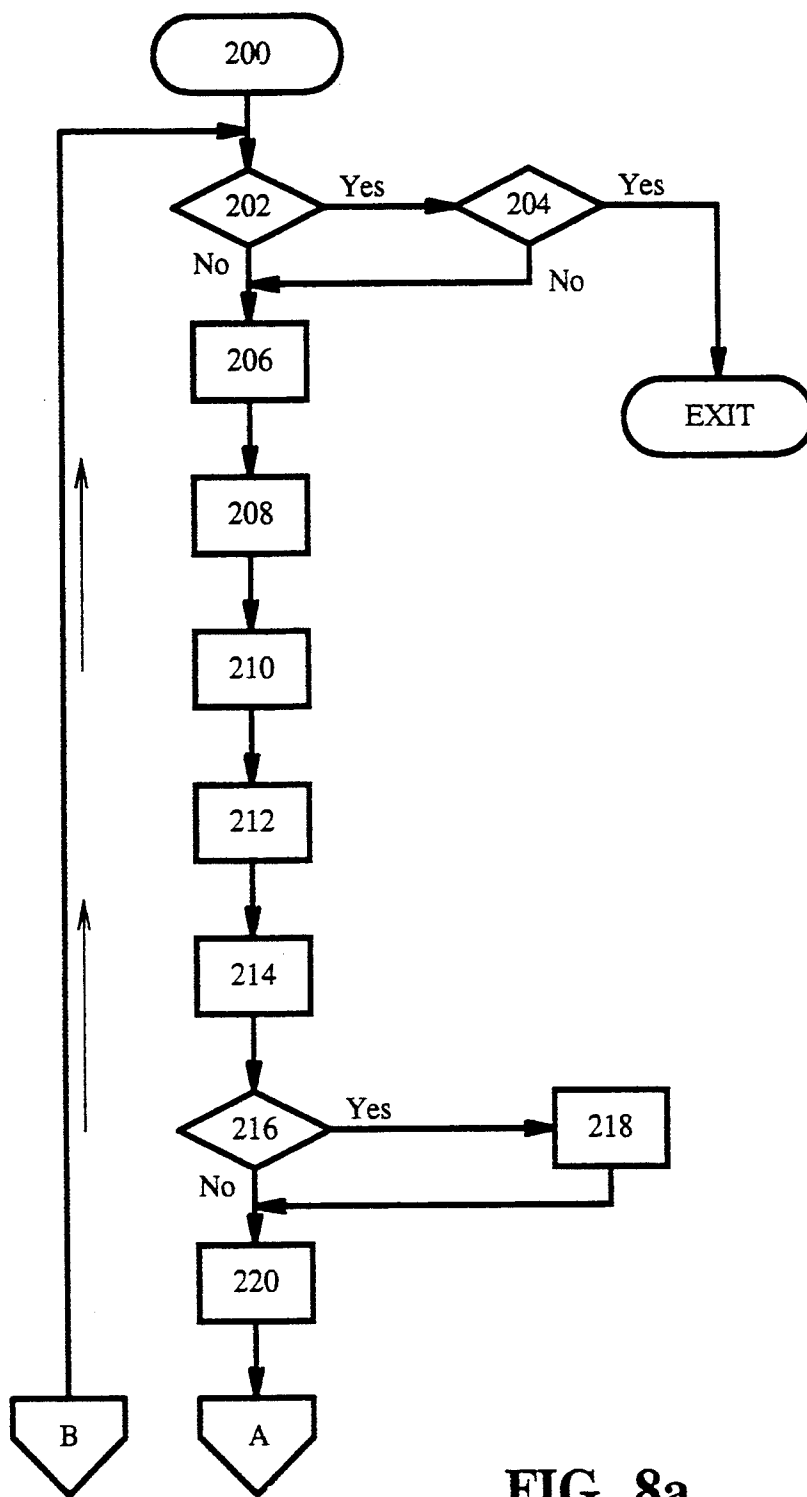 200
202
Yes
204
Yes
No
No
206
EXIT
208
210
212
214
216
Yes
218
No
220
B
A
FIG. 8a